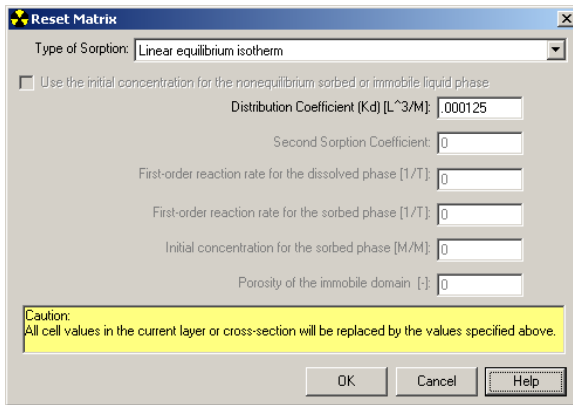 Reset Matrix
Type of Sorption: Linear equilibrium isotherm
Use the initial concentration for the nonequilibrium sorbed or immobile liquid phase
Distribution Coefficient (Kd) [L^3/M]: .000125
Second Sorption Coefficient: 0
First-order reaction rate for the dissolved phase [1/T]: 0
First-order reaction rate for the sorbed phase [1/T]: 0
Initial concentration for the sorbed phase [M/M]: 0
Porosity of the immobile domain [-]: 0
Caution:
All cell values in the current layer or cross-section will be replaced by the values specified above.
OK Cancel Help